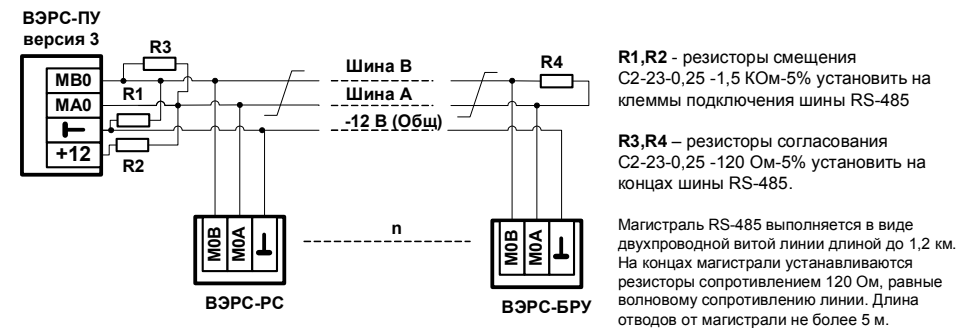 ВЭРС-ПУ
версия 3
R3
MB0
MA0
+12
R1
R2
Шина В
Шина А
-12 В (Общ)
R4
M0B
M0A
ВЭРС-РС
n
M0B
M0A
ВЭРС-БРУ
R1,R2 - резисторы смещения
С2-23-0,25 -1,5 КОм-5% установить на
клеммы подключения шины RS-485
R3,R4 – резисторы согласования
С2-23-0,25 -120 Ом-5% установить на
концах шины RS-485.
Магистраль RS-485 выполняется в виде
двухпроводной витой линии длиной до 1,2 км.
На концах магистрали устанавливаются
резисторы сопротивлением 120 Ом, равные
волновому сопротивлению линии. Длина
отводов от магистрали не более 5 м.